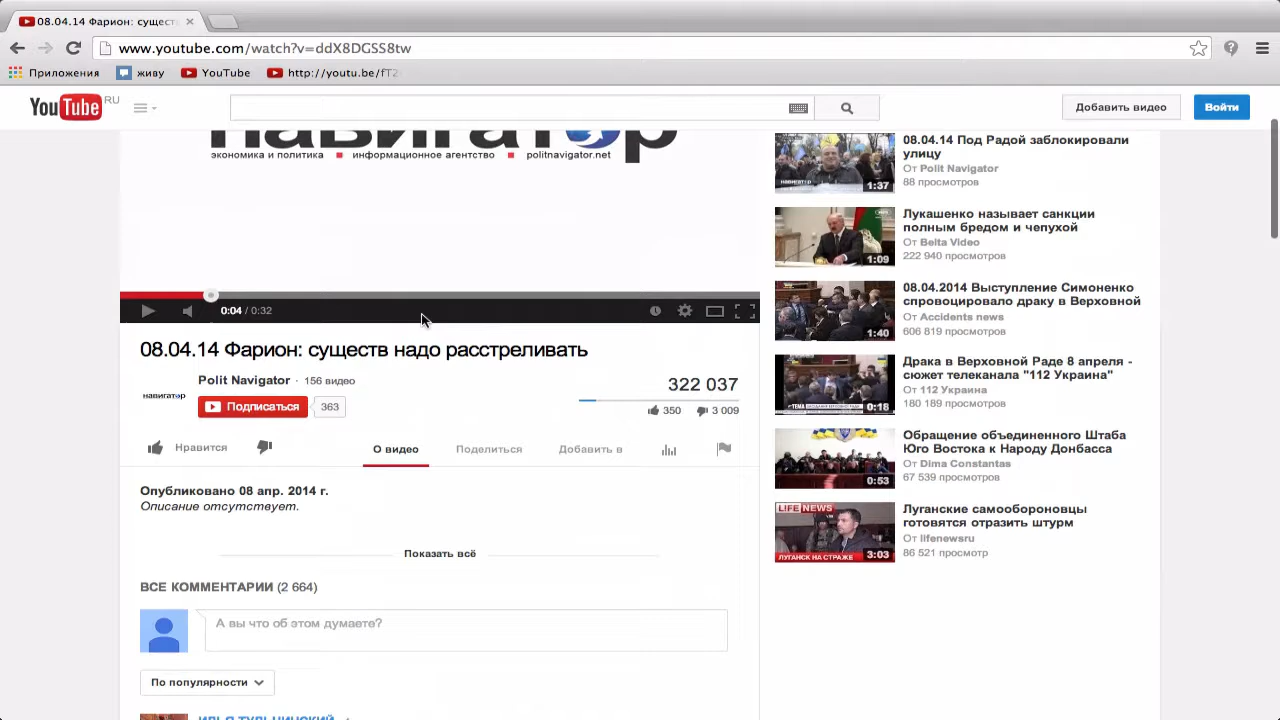 08.04.14 Фарион: сущест
www.youtube.com/watch?v=ddX8DGSS8tw
Приложения
живу
YouTube
http://youtu.be/fT2
YouTube RU
Добавить видео
Войти
навигатор
экономика и политика ■ информационное агентство ■ politnavigator.net
0:04 / 0:32
08.04.14 Фарион: существ надо расстреливать
Polit Navigator · 156 видео
навигатор
Подписаться
363
322 037
350
3 009
Нравится
О видео
Поделиться
Добавить в
Опубликовано 08 апр. 2014 г.
Описание отсутствует.
Показать всё
ВСЕ КОММЕНТАРИИ (2 664)
А вы что об этом думаете?
По популярности
ИЛЬЯ ТУЛЬЧИНСКИЙ
08.04.14 Под Радой заблокировали
улицу
От Polit Navigator
88 просмотров
навигатор
1:37
Лукашенко называет санкции
полным бредом и чепухой
От Belta Video
222 940 просмотров
1:09
08.04.2014 Выступление Симоненко
спровоцировало драку в Верховной
От Accidents news
606 819 просмотров
1:40
Драка в Верховной Раде 8 апреля -
сюжет телеканала "112 Украина"
От 112 Украина
180 189 просмотров
0:18
Обращение объединенного Штаба
Юго Востока к Народу Донбасса
От Dima Constantas
67 539 просмотров
0:53
Луганские самообороновцы
готовятся отразить штурм
От lifenewsru
86 521 просмотр
LIFE NEWS
ЛУГАНСК НА СТРАЖЕ
3:03